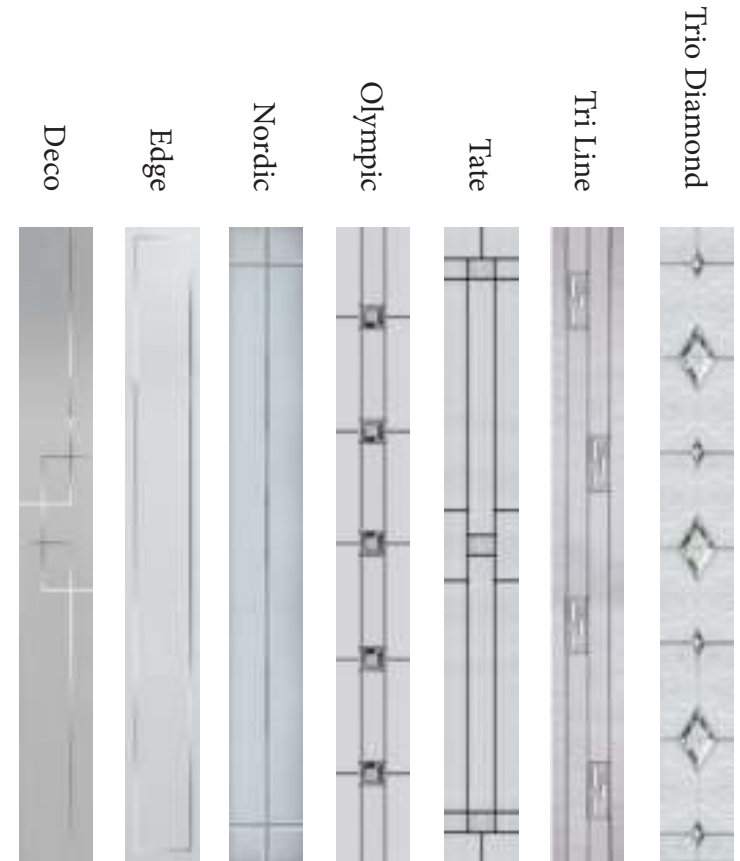 Deco
Edge
Nordic
Olympic
Tate
Tri Line
Trio Diamond